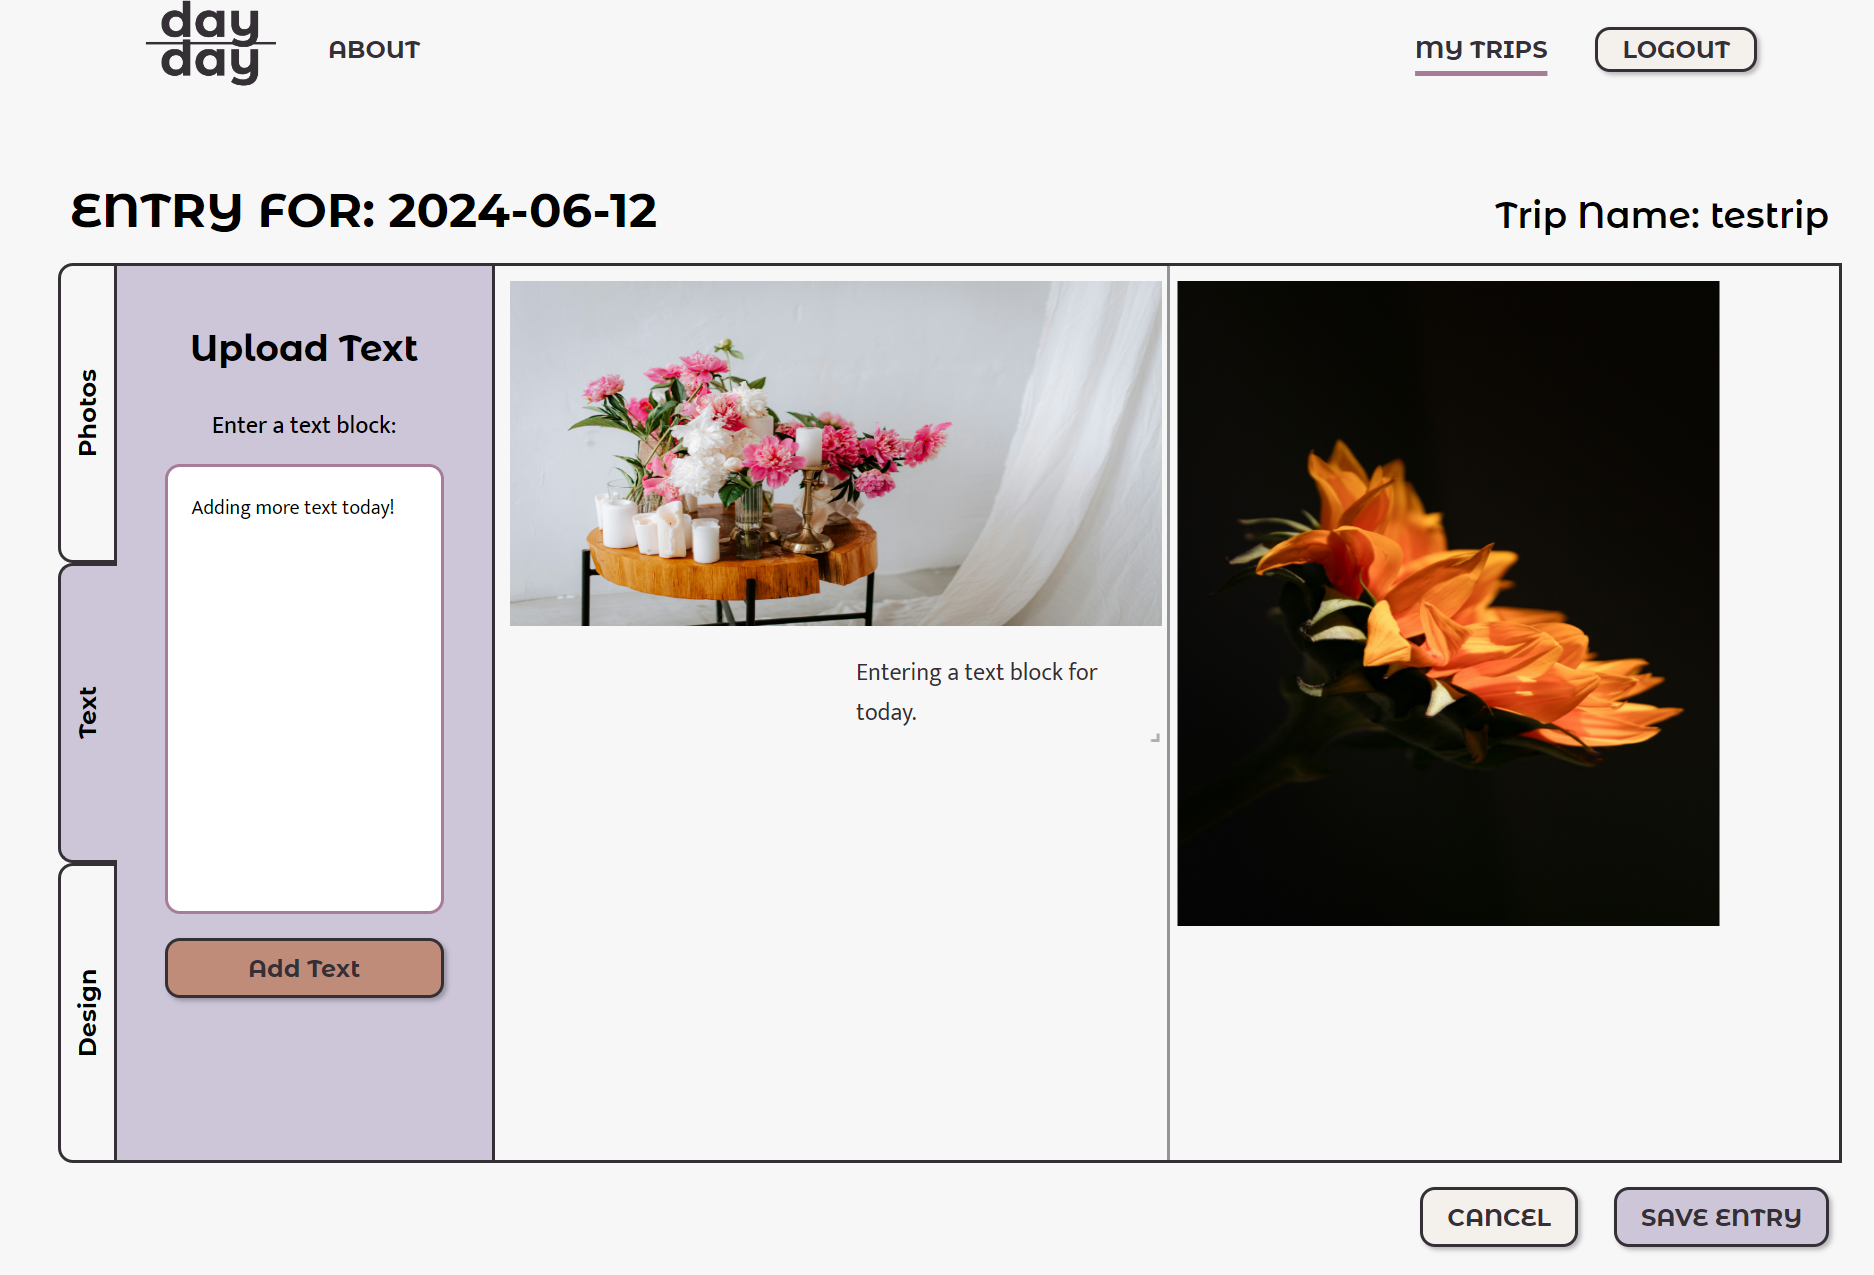 day
day
ABOUT
MY TRIPS
LOGOUT
ENTRY FOR: 2024-06-12
Trip Name: testrip
Photos
Text
Design
Upload Text
Enter a text block:
Adding more text today!
Add Text
Entering a text block for
today.
CANCEL
SAVE ENTRY